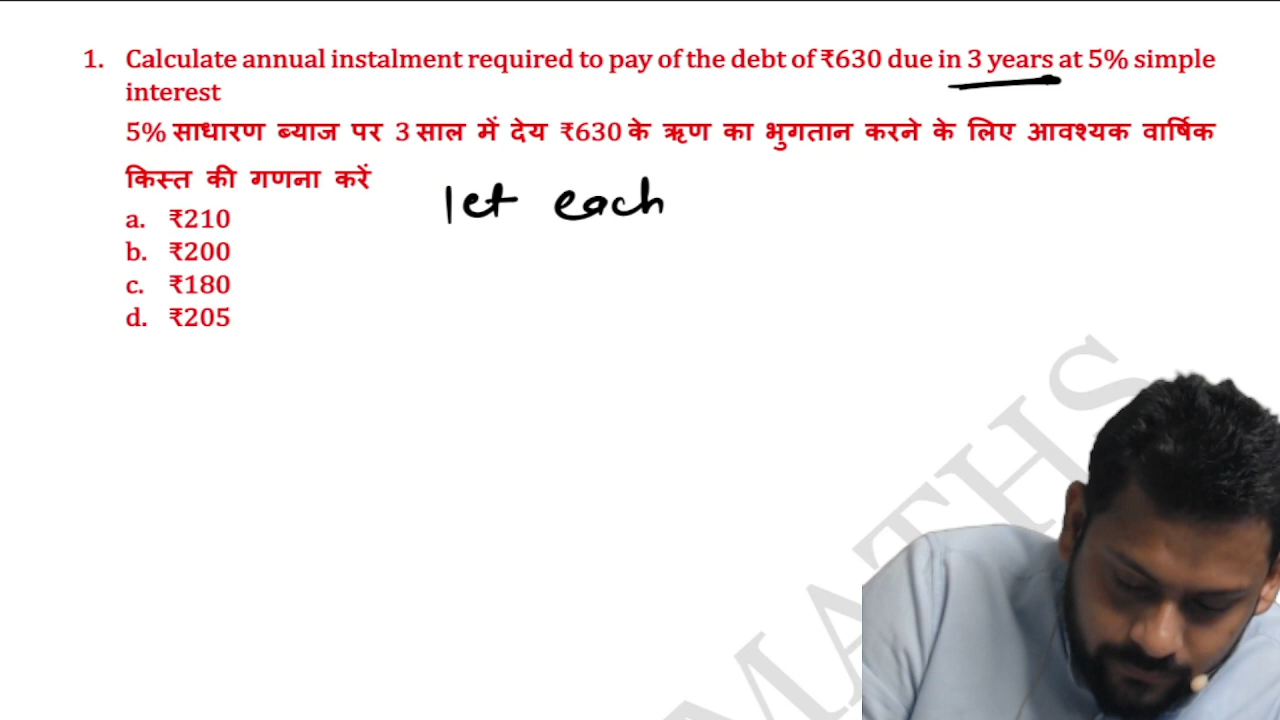 1. Calculate annual instalment required to pay of the debt of ₹630 due in 3 years at 5% simple
interest
5% साधारण ब्याज पर 3 साल में देय ₹630 के ऋण का भुगतान करने के लिए आवश्यक वार्षिक
किस्त की गणना करें
let each
a. ₹210
b. ₹200
c. ₹180
d. ₹205
MATHS